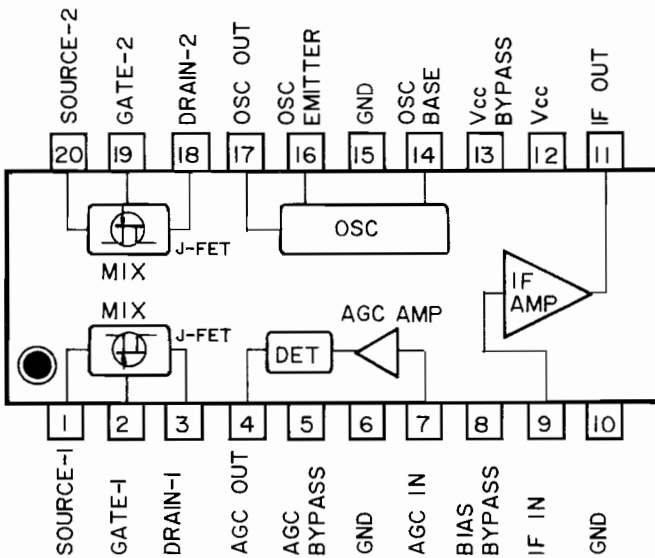 SOURCE-2
GATE-2
DRAIN-2
OSC OUT
OSC
EMITTER
GND
OSC
BASE
Vcc
BYPASS
Vcc
IF OUT
20 19 18 17 16 15 14 13 12 11
J-FET
MIX
OSC
IF
AMP
MIX
J-FET
AGC AMP
DET
1 2 3 4 5 6 7 8 9 10
SOURCE-1
GATE-1
DRAIN-1
AGC OUT
AGC
BYPASS
GND
AGC IN
BIAS
BYPASS
IF IN
GND